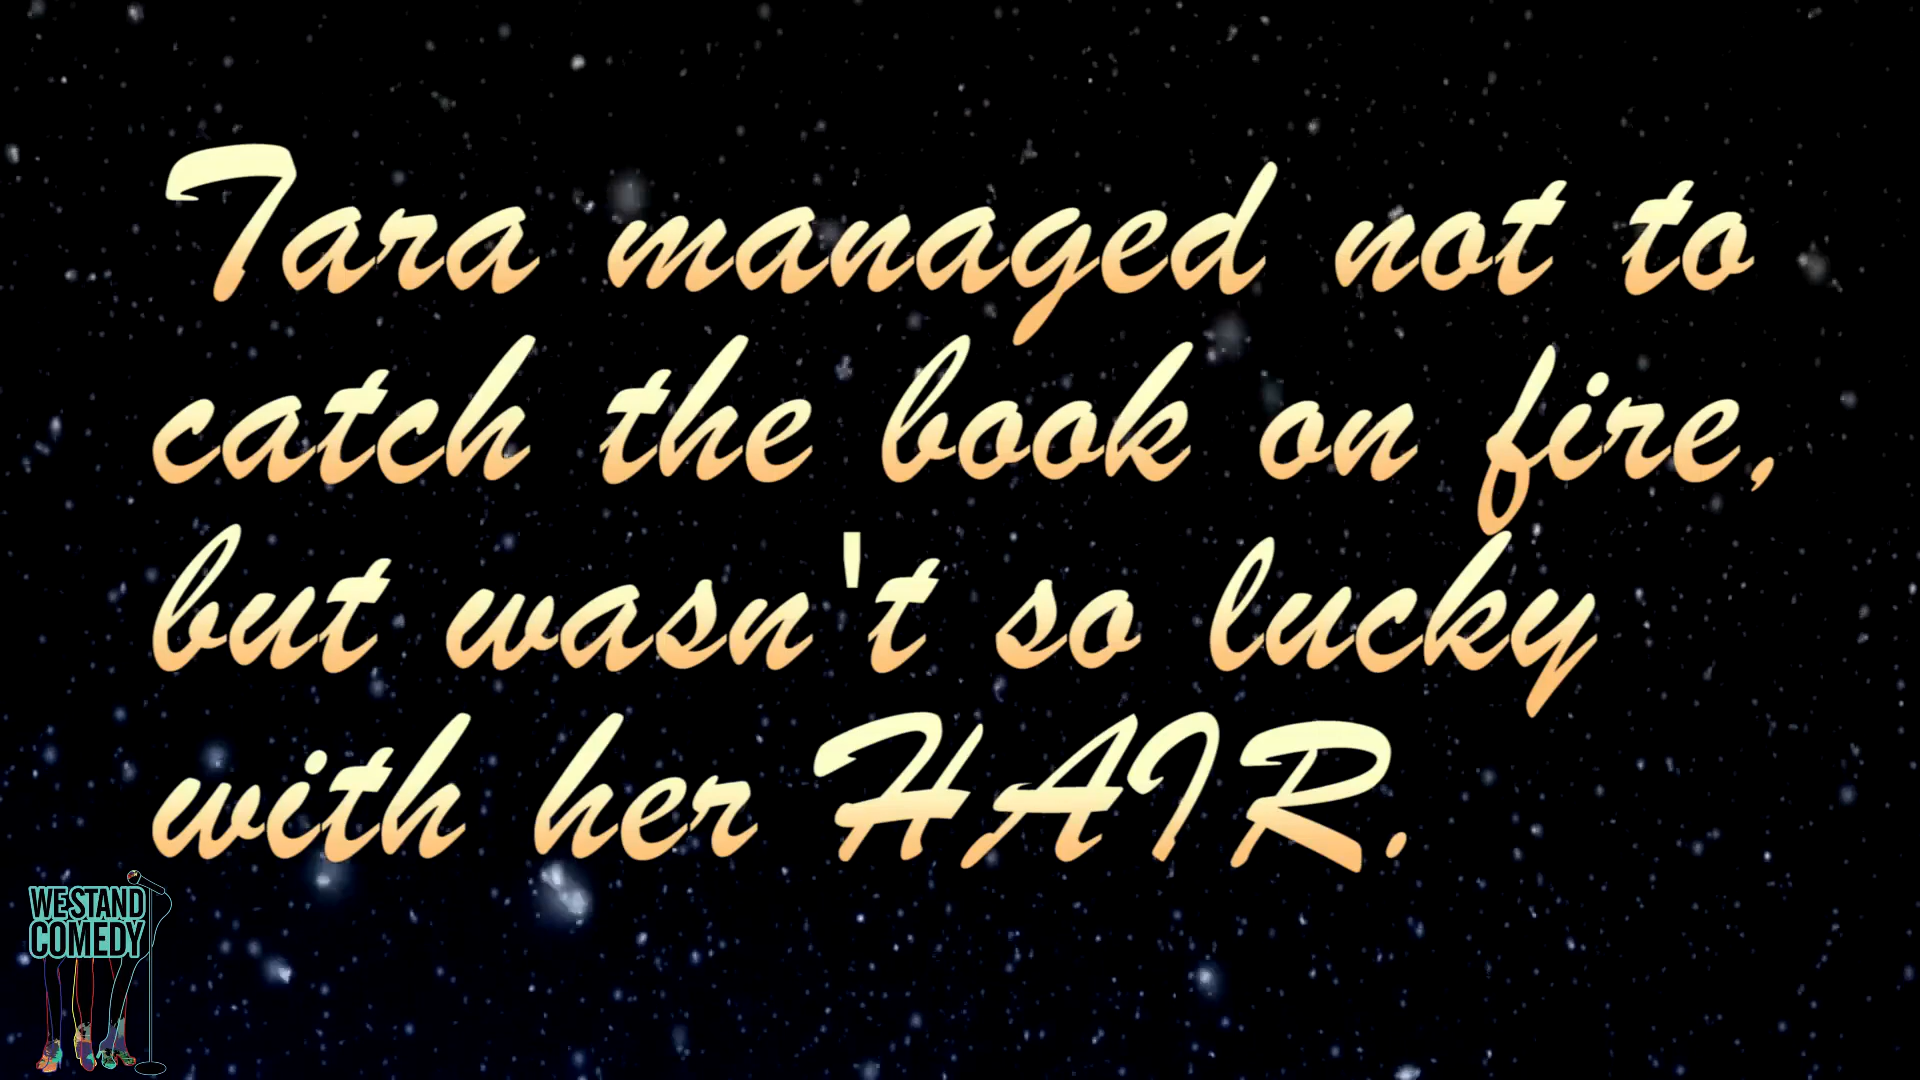 Tara managed not to
catch the book on fire,
but wasn't so lucky
with her HAIR.
WE STAND
COMEDY